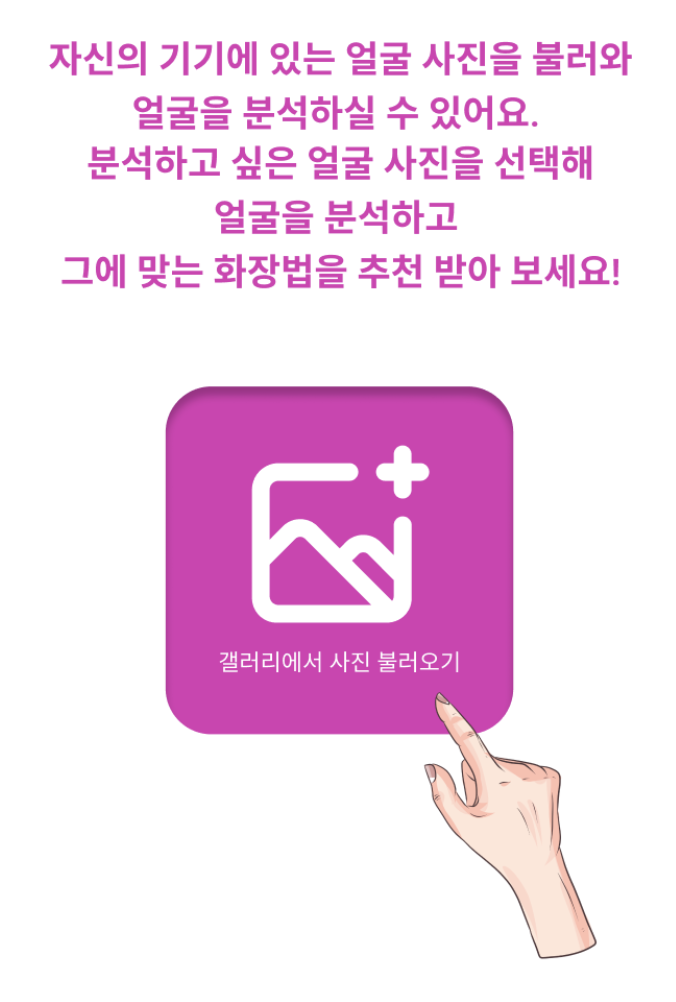 자신의 기기에 있는 얼굴 사진을 불러와
얼굴을 분석하실 수 있어요.
분석하고 싶은 얼굴 사진을 선택해
얼굴을 분석하고
그에 맞는 화장법을 추천 받아 보세요!
갤러리에서 사진 불러오기